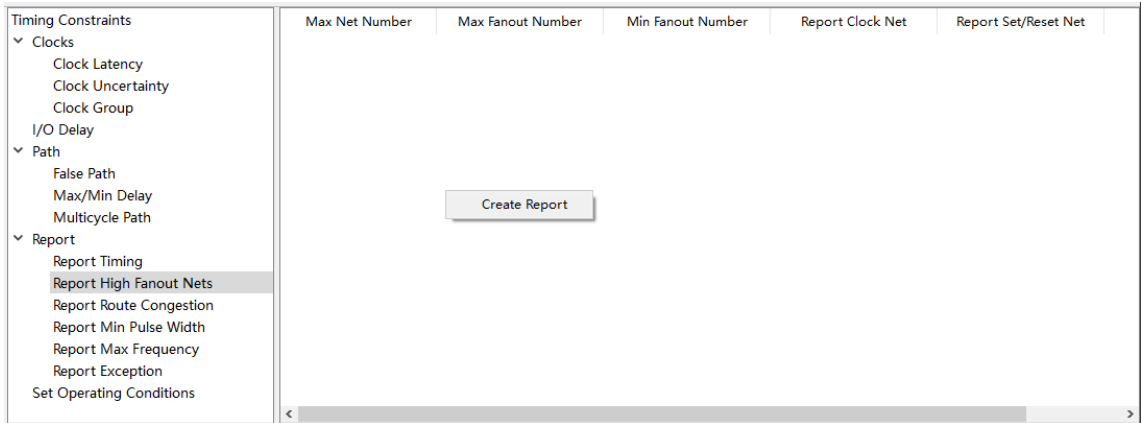 Timing Constraints
Clocks
Clock Latency
Clock Uncertainty
Clock Group
I/O Delay
Path
False Path
Max/Min Delay
Multicycle Path
Report
Report Timing
Report High Fanout Nets
Report Route Congestion
Report Min Pulse Width
Report Max Frequency
Report Exception
Set Operating Conditions
Max Net Number Max Fanout Number Min Fanout Number Report Clock Net Report Set/Reset Net
Create Report